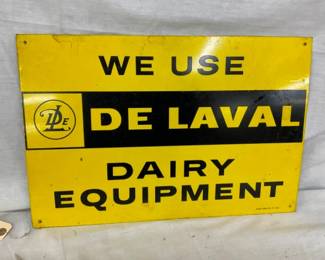 WE USE
DE LAVAL
DAIRY
EQUIPMENT